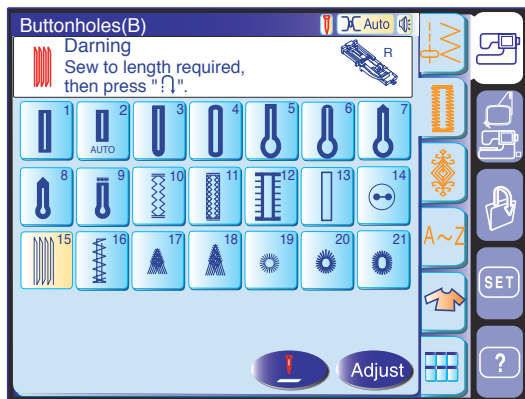 Buttonholes(B)
Auto
Darning
Sew to length required,
then press "⋂".
R
1
2
AUTO
3
4
5
6
7
8
9
10
11
12
13
14
15
16
17
18
19
20
21
A~Z
SET
?
Adjust